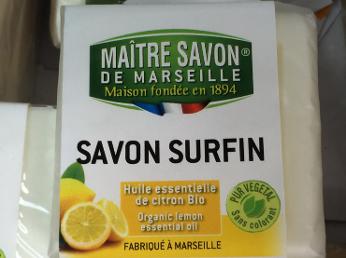 MAÎTRE SAVON®
DE MARSEILLE
Maison fondée en 1894
SAVON SURFIN
Huile essentielle
de citron Bio
Organic lemon
essential oil
PUR VEGETAL
Sans colorant
FABRIQUÉ À MARSEILLE